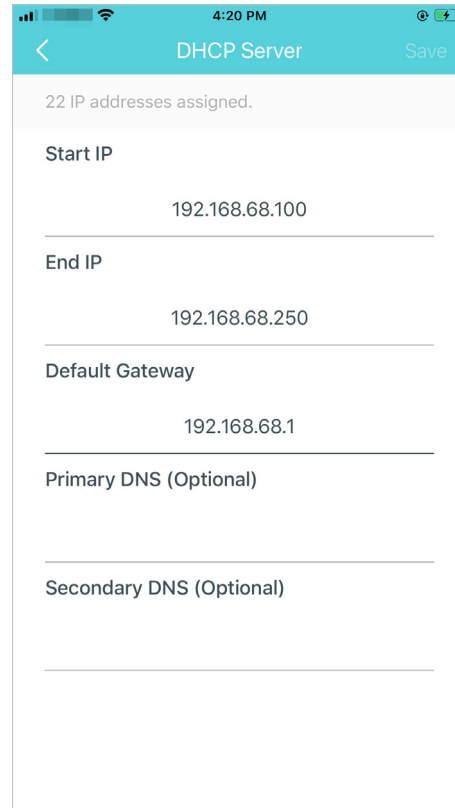 4:20 PM
DHCP Server
Save
22 IP addresses assigned.
Start IP
192.168.68.100
End IP
192.168.68.250
Default Gateway
192.168.68.1
Primary DNS (Optional)
Secondary DNS (Optional)